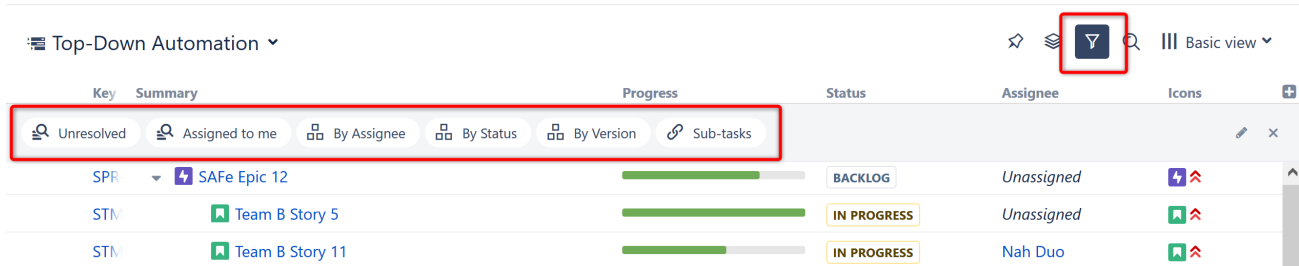 Top-Down Automation Basic view
Key Summary Progress Status Assignee Icons
Unresolved Assigned to me By Assignee By Status By Version Sub-tasks
SPR SAFe Epic 12 BACKLOG Unassigned
STM Team B Story 5 IN PROGRESS Unassigned
STM Team B Story 11 IN PROGRESS Nah Duo